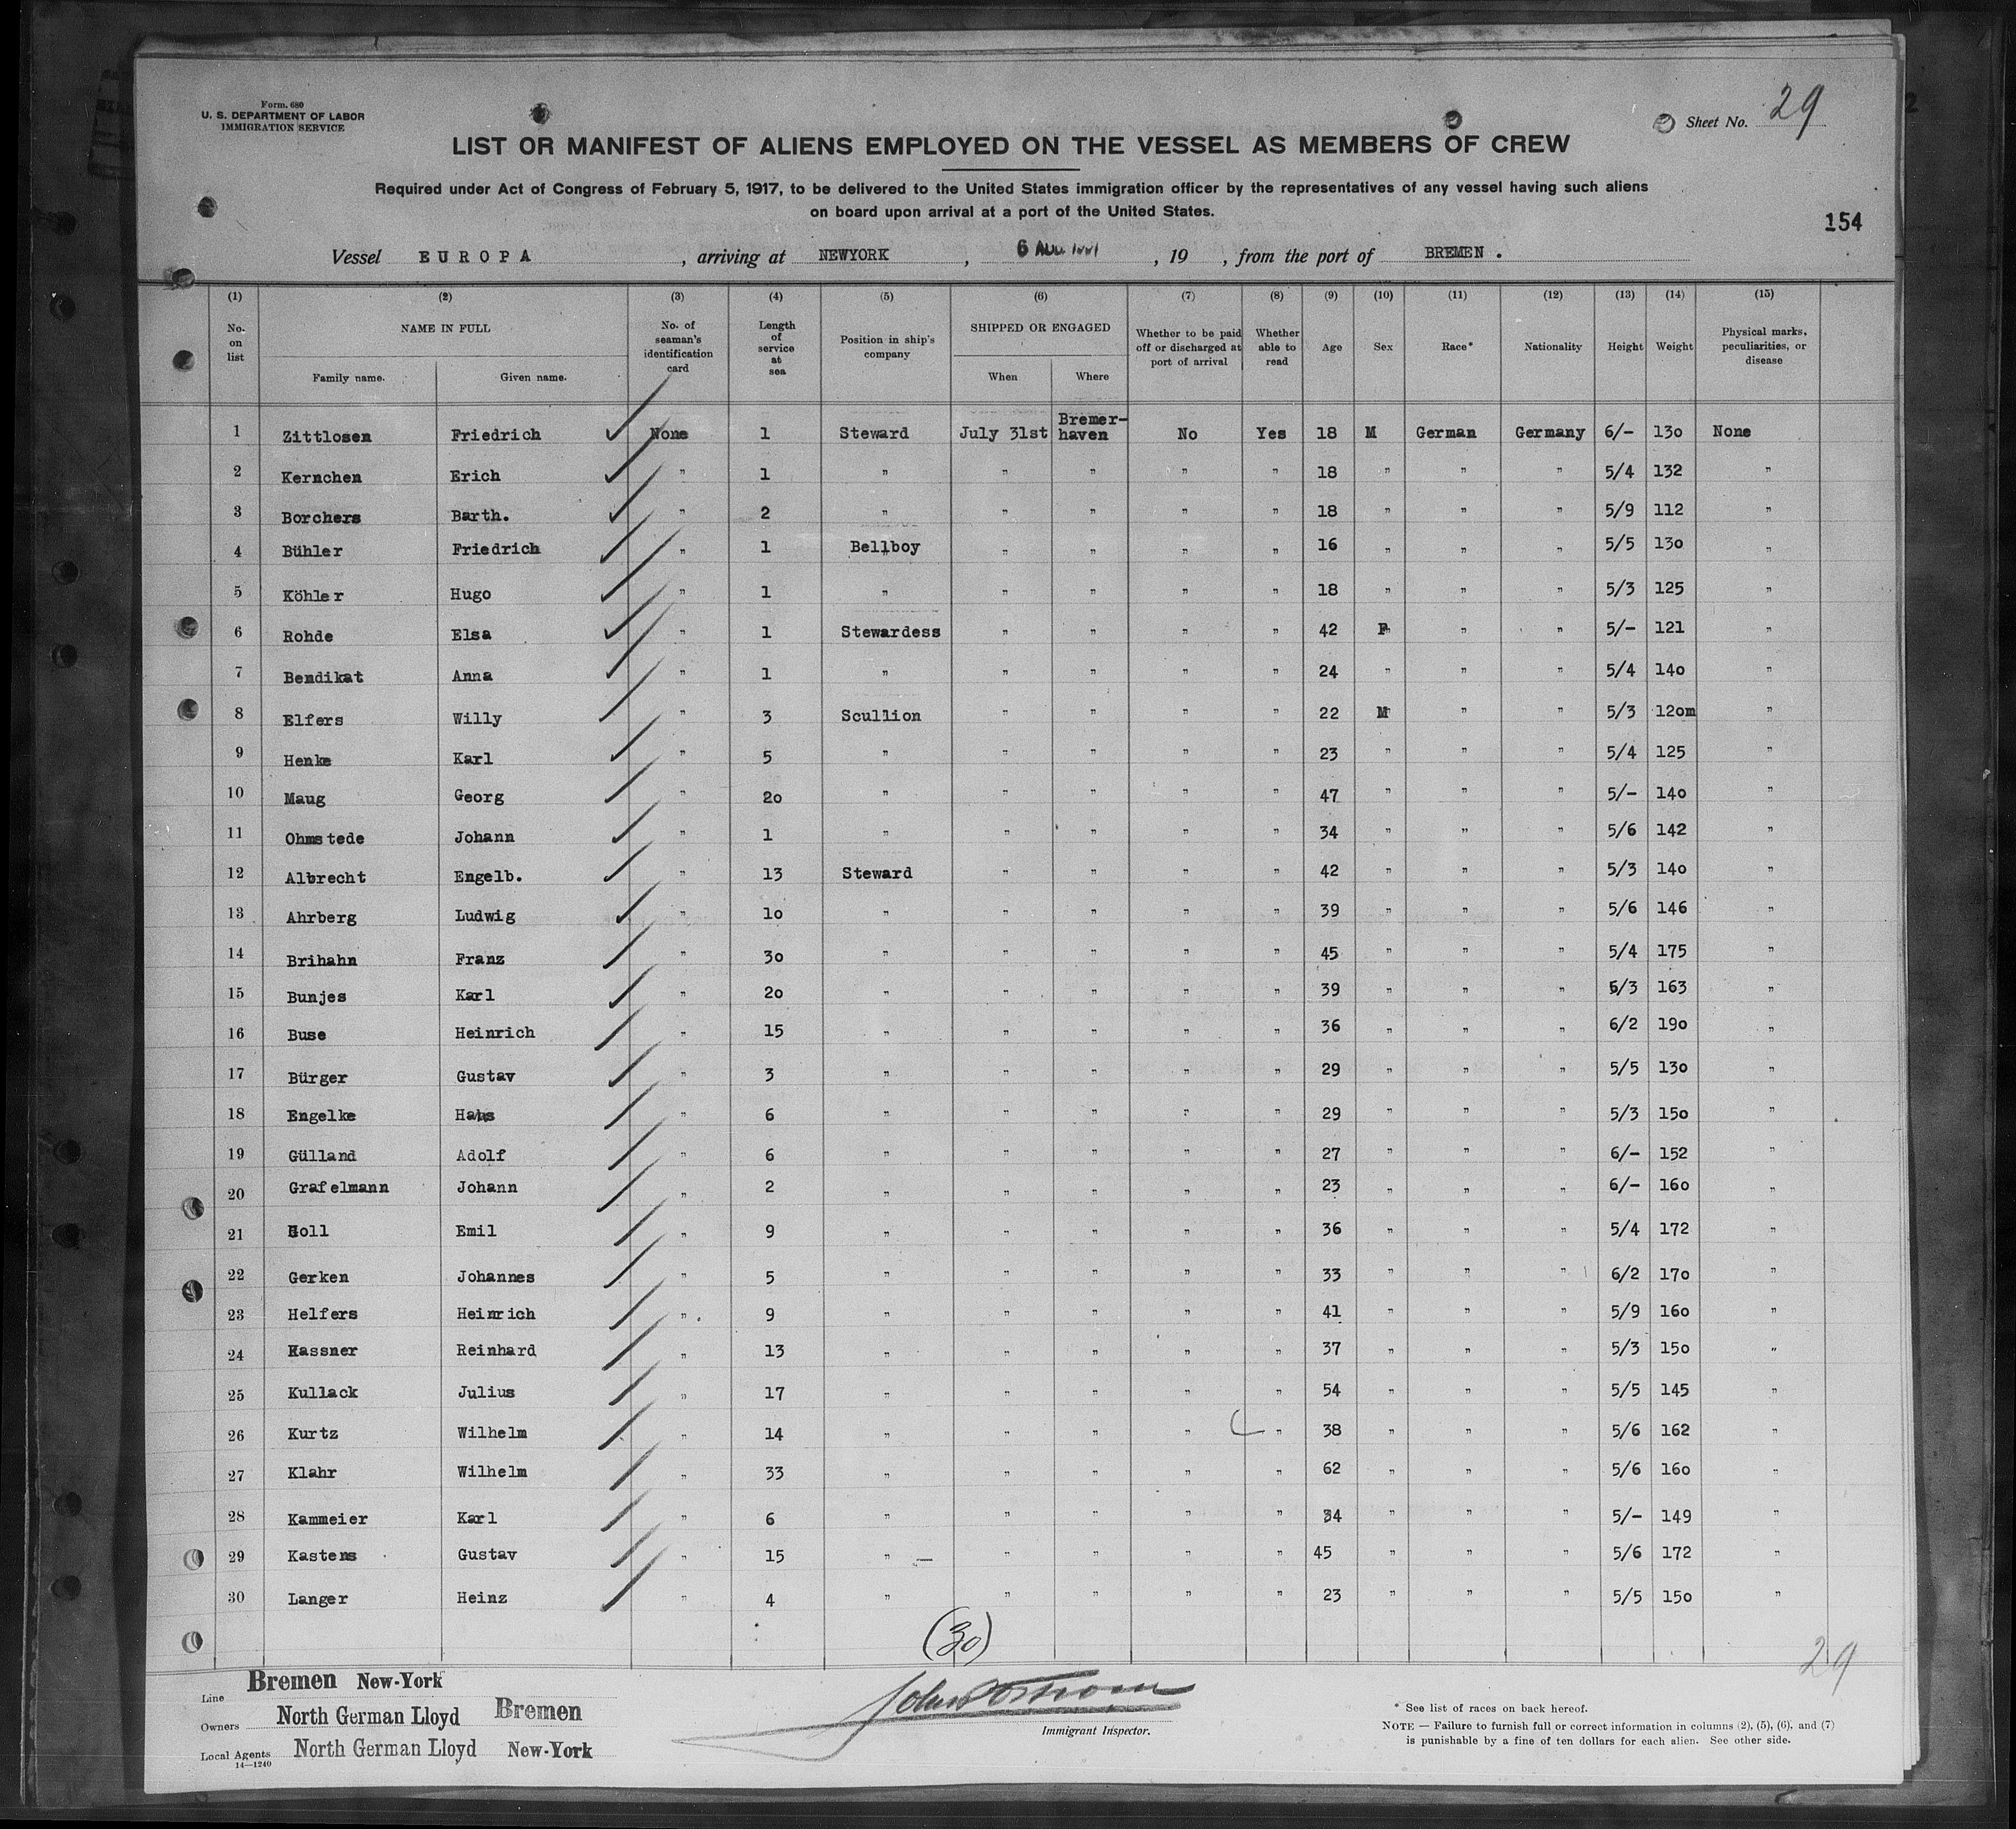 Form. 680
U. S. DEPARTMENT OF LABOR
IMMIGRATION SERVICE
Sheet No. 29
LIST OR MANIFEST OF ALIENS EMPLOYED ON THE VESSEL AS MEMBERS OF CREW
Required under Act of Congress of February 5, 1917, to be delivered to the United States immigration officer by the representatives of any vessel having such aliens
on board upon arrival at a port of the United States.
154
Vessel EUROPA , arriving at NEWYORK , 6 AUG , 19 , from the port of BREMEN .
(1) (2) (3) (4) (5) (6) (7) (8) (9) (10) (11) (12) (13) (14) (15)
No. on list NAME IN FULL Family name. Given name. No. of seaman's identification card Length of service at sea Position in ship's company SHIPPED OR ENGAGED When Where Whether to be paid off or discharged at port of arrival Whether able to read Age Sex Race* Nationality Height Weight Physical marks, peculiarities, or disease
1 Zittlosen Friedrich None 1 Steward July 31st Bremer-haven No Yes 18 M German Germany 6/- 130 None
2 Kernchen Erich " 1 " " " " " 18 " " " 5/4 132 "
3 Borchers Barth. " 2 " " " " " 18 " " " 5/9 112 "
4 Bühler Friedrich " 1 Bellboy " " " " 16 " " " 5/5 130 "
5 Köhler Hugo " 1 " " " " " 18 " " " 5/3 125 "
6 Rohde Elsa " 1 Stewardess " " " " 42 F " " 5/- 121 "
7 Bendikat Anna " 1 " " " " " 24 " " " 5/4 140 "
8 Elfers Willy " 3 Scullion " " " " 22 M " " 5/3 120m "
9 Henke Karl " 5 " " " " " 23 " " " 5/4 125 "
10 Maug Georg " 20 " " " " " 47 " " " 5/- 140 "
11 Ohmstede Johann " 1 " " " " " 34 " " " 5/6 142 "
12 Albrecht Engelb. " 13 Steward " " " " 42 " " " 5/3 140 "
13 Ahrberg Ludwig " 10 " " " " " 39 " " " 5/6 146 "
14 Brihahn Franz " 30 " " " " " 45 " " " 5/4 175 "
15 Bunjes Karl " 20 " " " " " 39 " " " 5/3 163 "
16 Buse Heinrich " 15 " " " " " 36 " " " 6/2 190 "
17 Bürger Gustav " 3 " " " " " 29 " " " 5/5 130 "
18 Engelke Hans " 6 " " " " " 29 " " " 5/3 150 "
19 Gülland Adolf " 6 " " " " " 27 " " " 6/- 152 "
20 Grafelmann Johann " 2 " " " " " 23 " " " 6/- 160 "
21 oll Emil " 9 " " " " " 36 " " " 5/4 172 "
22 Gerken Johannes " 5 " " " " " 33 " " " 6/2 170 "
23 Helfers Heinrich " 9 " " " " " 41 " " " 5/9 160 "
24 Kassner Reinhard " 13 " " " " " 37 " " " 5/3 150 "
25 Kullack Julius " 17 " " " " " 54 " " " 5/5 145 "
26 Kurtz Wilhelm " 14 " " " " " 38 " " " 5/6 162 "
27 Klahr Wilhelm " 33 " " " " " 62 " " " 5/6 160 "
28 Kammeier Karl " 6 " " " " " 34 " " " 5/- 149 "
29 Kastens Gustav " 15 " " " " " 45 " " " 5/6 172 "
30 Langer Heinz " 4 " " " " " 23 " " " 5/5 150 "
(30)
29
Line Bremen New-York
Owners North German Lloyd Bremen
Local Agents North German Lloyd New-York
14—1240
Immigrant Inspector.
* See list of races on back hereof.
NOTE — Failure to furnish full or correct information in columns (2), (5), (6), and (7)
is punishable by a fine of ten dollars for each alien. See other side.